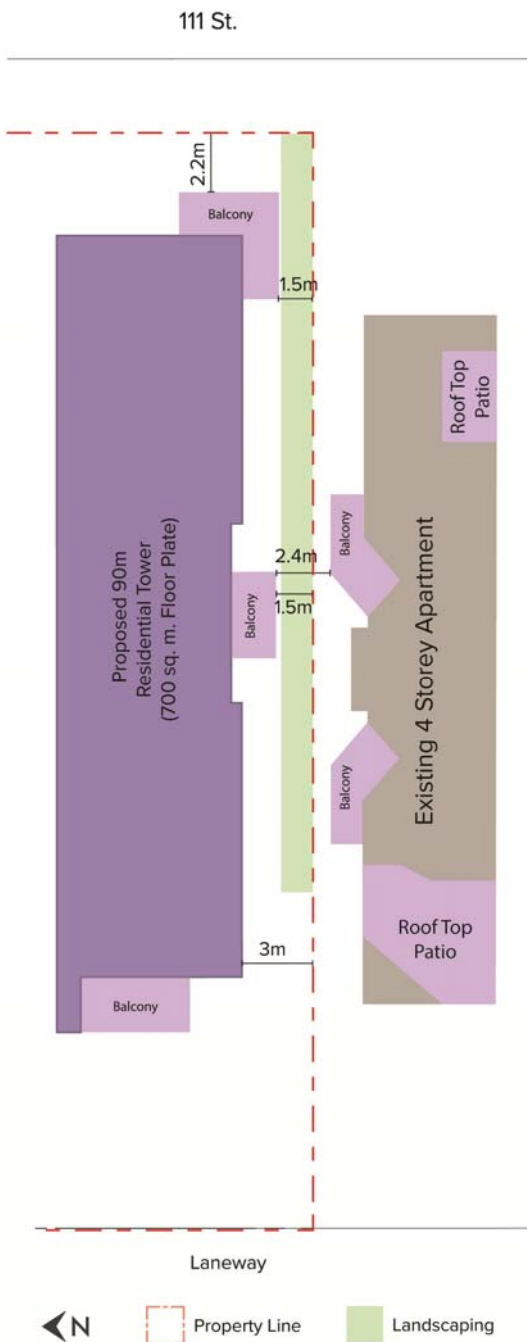 111 St.
2.2m
Balcony
1.5m
Roof Top
Patio
Proposed 90m
Residential Tower
(700 sq. m. Floor Plate)
Balcony
2.4m
1.5m
Balcony
Existing 4 Storey Apartment
Balcony
Roof Top
Patio
3m
Balcony
Laneway
N
Property Line
Landscaping